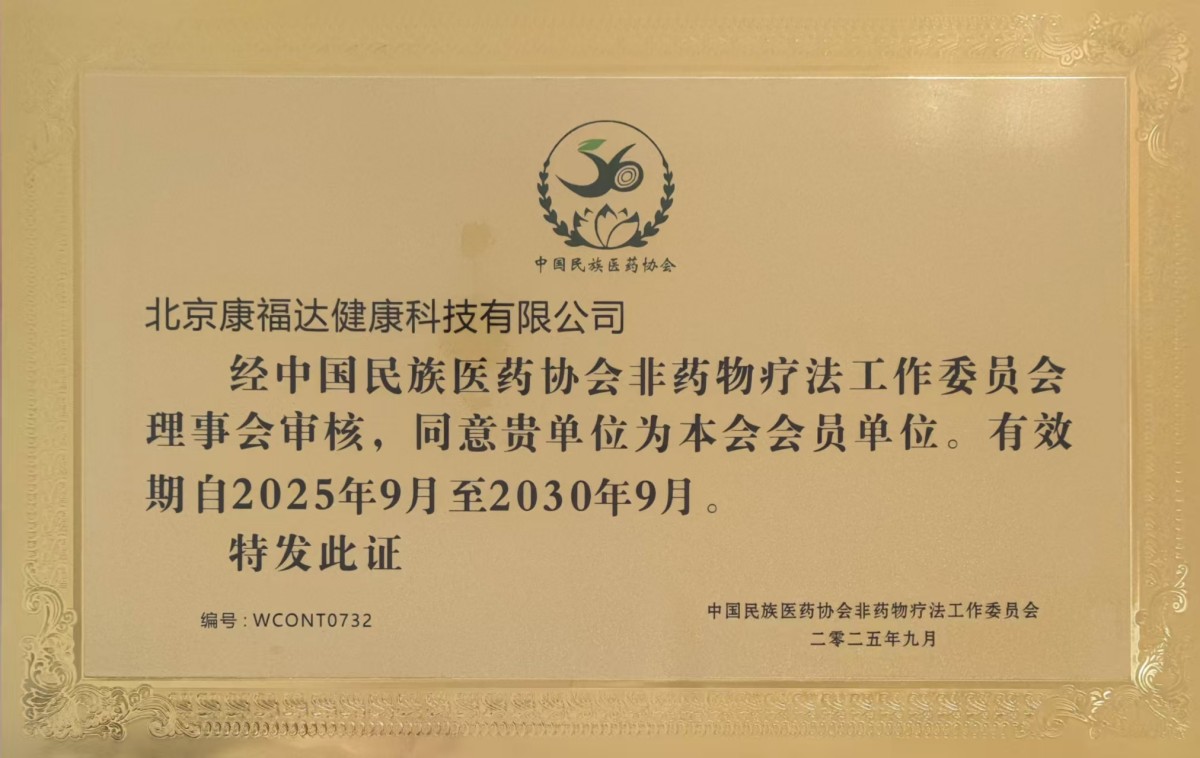 中国民族医药协会
北京康福达健康科技有限公司
经中国民族医药协会非药物疗法工作委员会
理事会审核，同意贵单位为本会会员单位。有效
期自2025年9月至2030年9月。
特发此证
编号：WCONT0732
中国民族医药协会非药物疗法工作委员会
二零二五年九月